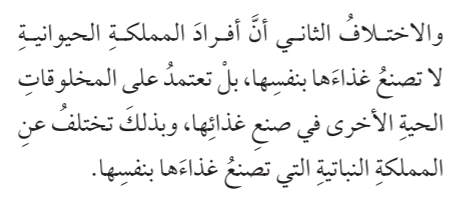 والاختلافُ الثاني أنَّ أفرادَ المملكةِ الحيوانيةِ
لا تصنعُ غذاءَها بنفسِها، بلْ تعتمدُ على المخلوقاتِ
الحيةِ الأخرى في صنعِ غذائِها، وبذلكَ تختلفُ عنِ
المملكةِ النباتيةِ التي تصنعُ غذاءَها بنفسِها.